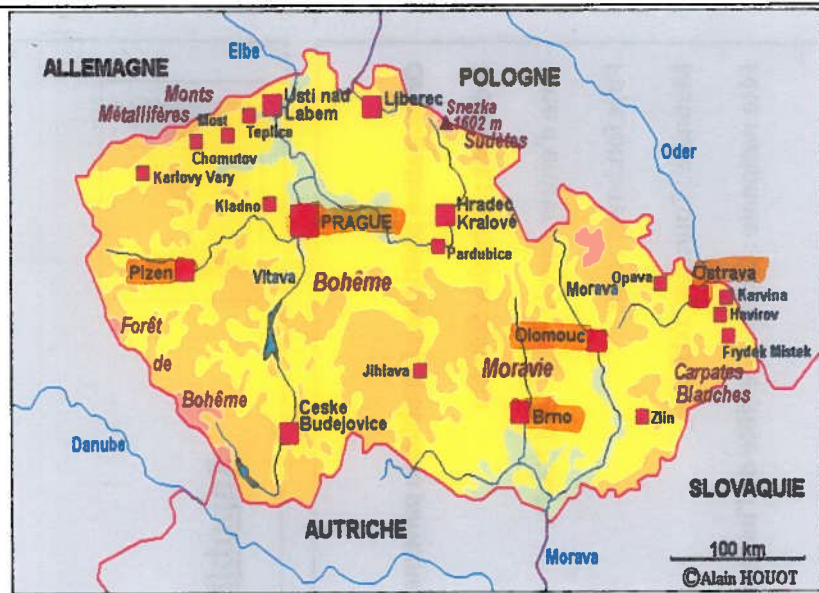 Elbe
ALLEMAGNE
POLOGNE
Monts
Métallifères
Usti nad
Labem
Liberec
Snezka
1602 m
Sudètes
Most
Teplice
Chomutov
Karlovy Vary
Oder
Kladno
PRAGUE
Hradec
Kralové
Pardubice
Plzen
Vltava
Bohême
Morava
Opava
Ostrava
Karvina
Havirov
Frydek Mistek
Olomouc
Forêt
de
Bohême
Jihlava
Moravie
Carpates
Blanches
Brno
Zlin
Ceske
Budejovice
Danube
SLOVAQUIE
AUTRICHE
Morava
100 km
©Alain HOUOT